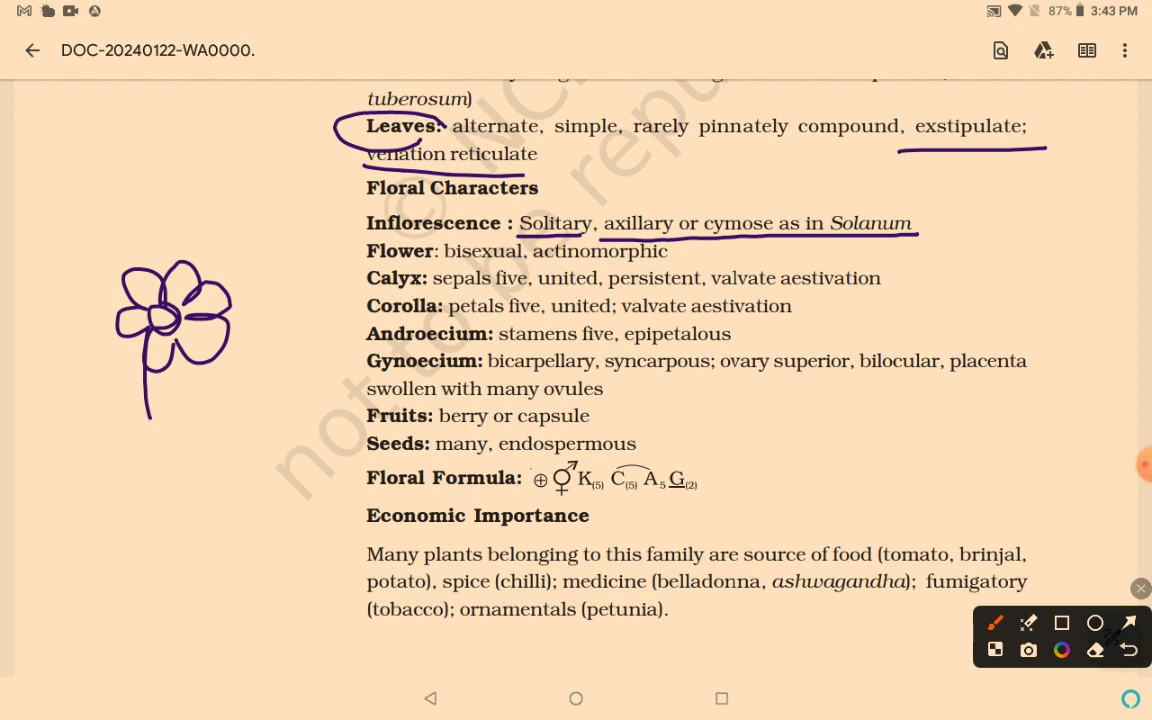 87% 3:43 PM
DOC-20240122-WA0000.
tuberosum)
Leaves: alternate, simple, rarely pinnately compound, exstipulate;
venation reticulate
Floral Characters
Inflorescence : Solitary, axillary or cymose as in Solanum
Flower: bisexual, actinomorphic
Calyx: sepals five, united, persistent, valvate aestivation
Corolla: petals five, united; valvate aestivation
Androecium: stamens five, epipetalous
Gynoecium: bicarpellary, syncarpous; ovary superior, bilocular, placenta
swollen with many ovules
Fruits: berry or capsule
Seeds: many, endospermous
Floral Formula: ⊕ ⚥ K(5) C(5) A5 G(2)
Economic Importance
Many plants belonging to this family are source of food (tomato, brinjal,
potato), spice (chilli); medicine (belladonna, ashwagandha); fumigatory
(tobacco); ornamentals (petunia).
not to be repu
© NC